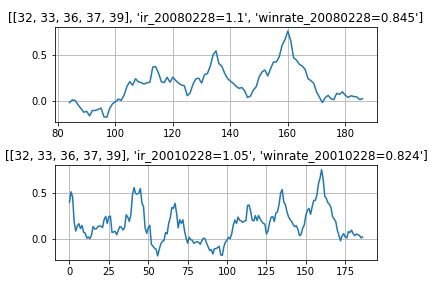 [[32, 33, 36, 37, 39], 'ir_20080228=1.1', 'winrate_20080228=0.845']
0.5
0.0
80 100 120 140 160 180
[[32, 33, 36, 37, 39], 'ir_20010228=1.05', 'winrate_20010228=0.824']
0.5
0.0
0 25 50 75 100 125 150 175